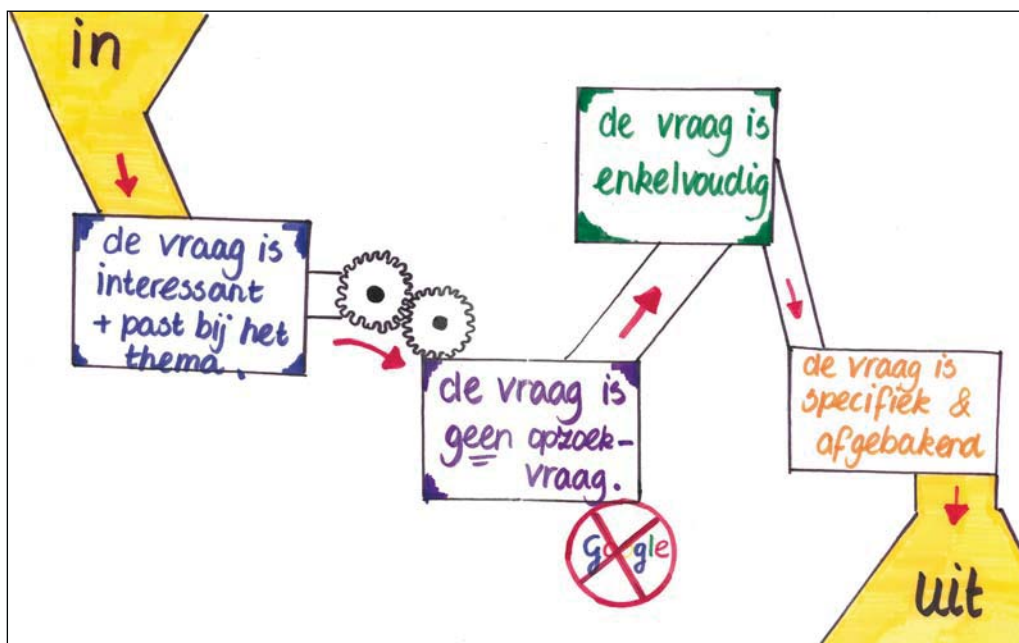 in
de vraag is
interessant
+ past bij het
thema.
de vraag is
geen opzoek-
vraag.
Google
de vraag is
enkelvoudig
de vraag is
specifiek &
afgebakend
uit